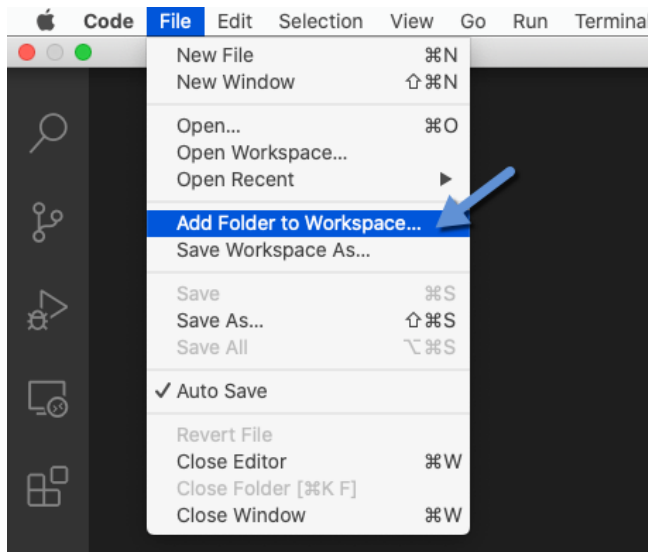 Code File Edit Selection View Go Run Terminal
New File ⌘N
New Window ⇧⌘N
Open... ⌘O
Open Workspace...
Open Recent ▶
Add Folder to Workspace...
Save Workspace As...
Save ⌘S
Save As... ⇧⌘S
Save All ⌥⌘S
✓ Auto Save
Revert File
Close Editor ⌘W
Close Folder [⌘K F]
Close Window ⌘W